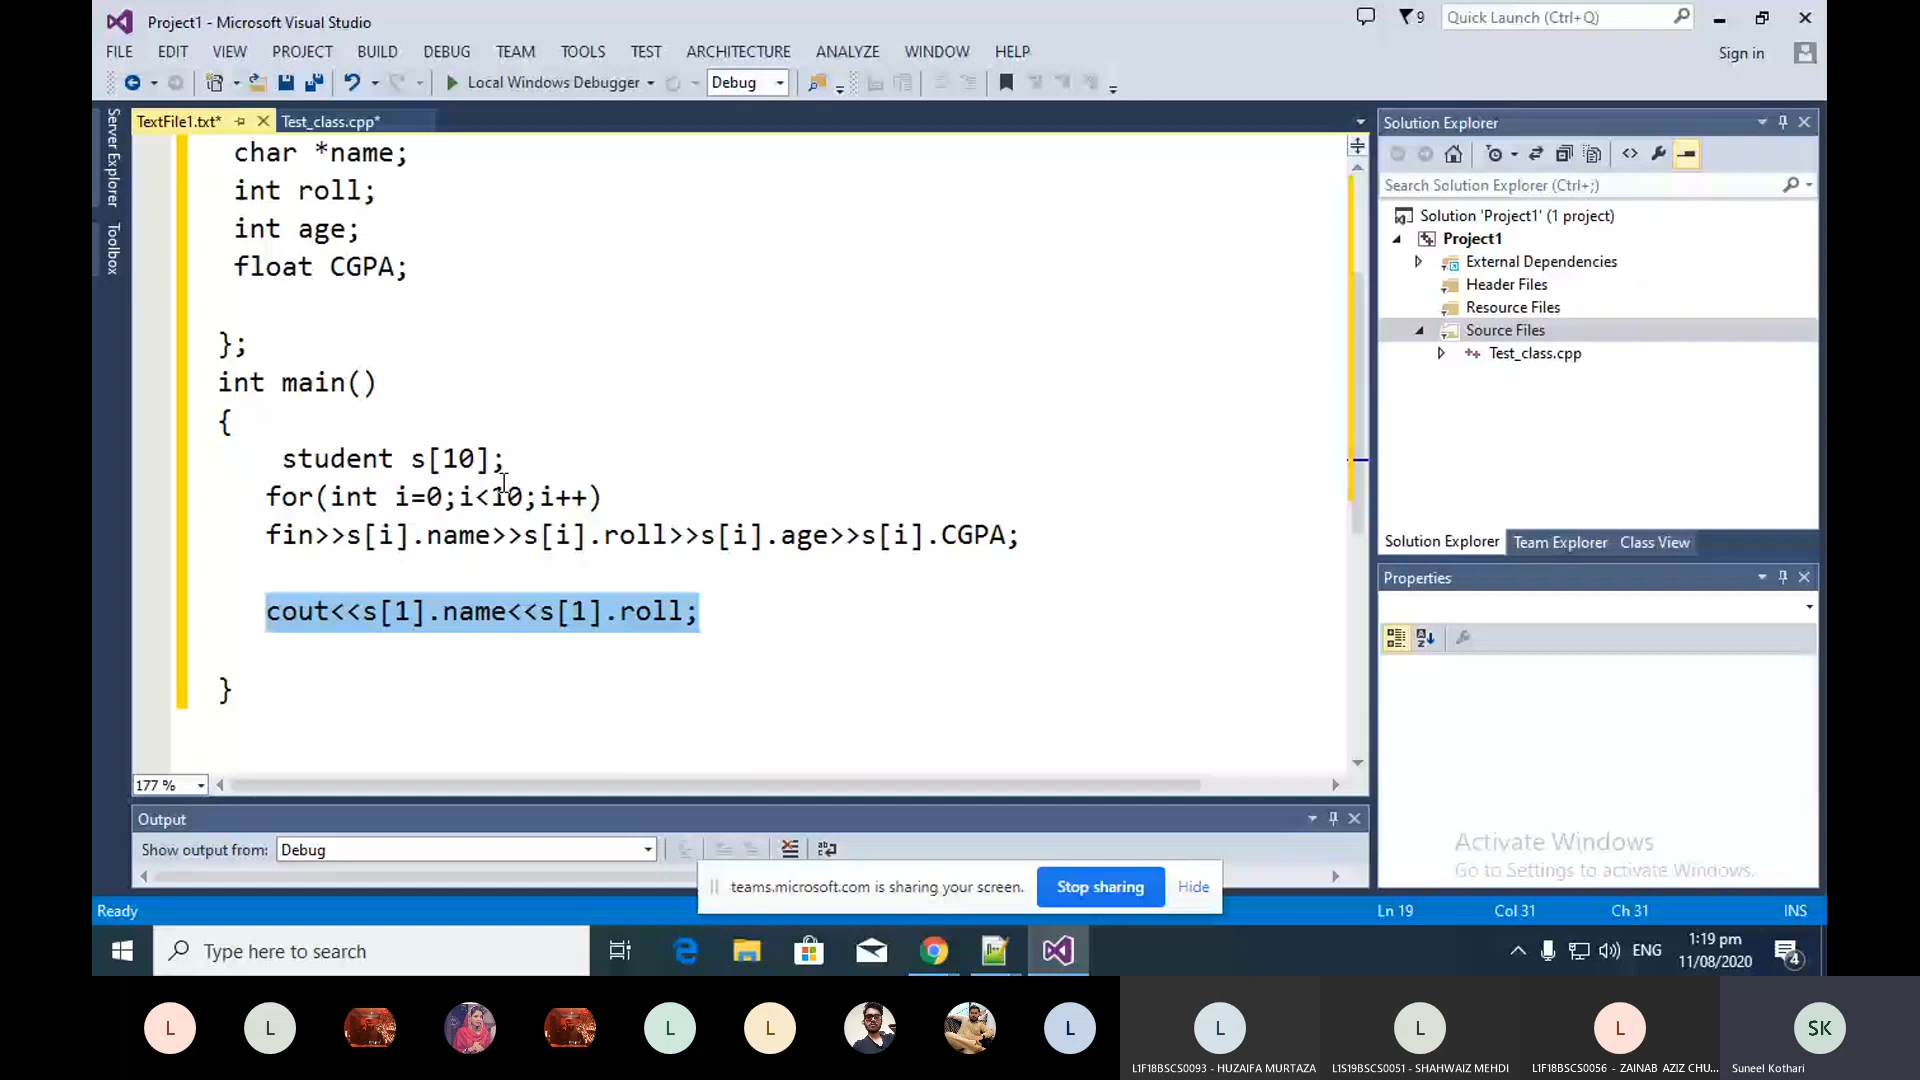 Project1 - Microsoft Visual Studio
9
Quick Launch (Ctrl+Q)
FILE EDIT VIEW PROJECT BUILD DEBUG TEAM TOOLS TEST ARCHITECTURE ANALYZE WINDOW HELP
Sign in
Local Windows Debugger
Debug
Server Explorer
Toolbox
TextFile1.txt*
Test_class.cpp*
char *name;
int roll;
int age;
float CGPA;
};
int main()
{
student s[10];
for(int i=0;i<10;i++)
fin>>s[i].name>>s[i].roll>>s[i].age>>s[i].CGPA;
cout<<s[1].name<<s[1].roll;
}
177 %
Output
Show output from: Debug
Solution Explorer
Search Solution Explorer (Ctrl+;)
Solution 'Project1' (1 project)
Project1
External Dependencies
Header Files
Resource Files
Source Files
Test_class.cpp
Solution Explorer Team Explorer Class View
Properties
Activate Windows
Go to Settings to activate Windows.
teams.microsoft.com is sharing your screen. Stop sharing Hide
Ready
Ln 19 Col 31 Ch 31 INS
Type here to search
ENG
1:19 pm
11/08/2020
4
L
L
L
L
L
L
L
L
SK
L1F18BSCS0093 - HUZAIFA MURTAZA
L1S19BSCS0051 - SHAHWAIZ MEHDI
L1F18BSCS0056 - ZAINAB AZIZ CHU...
Suneel Kothari